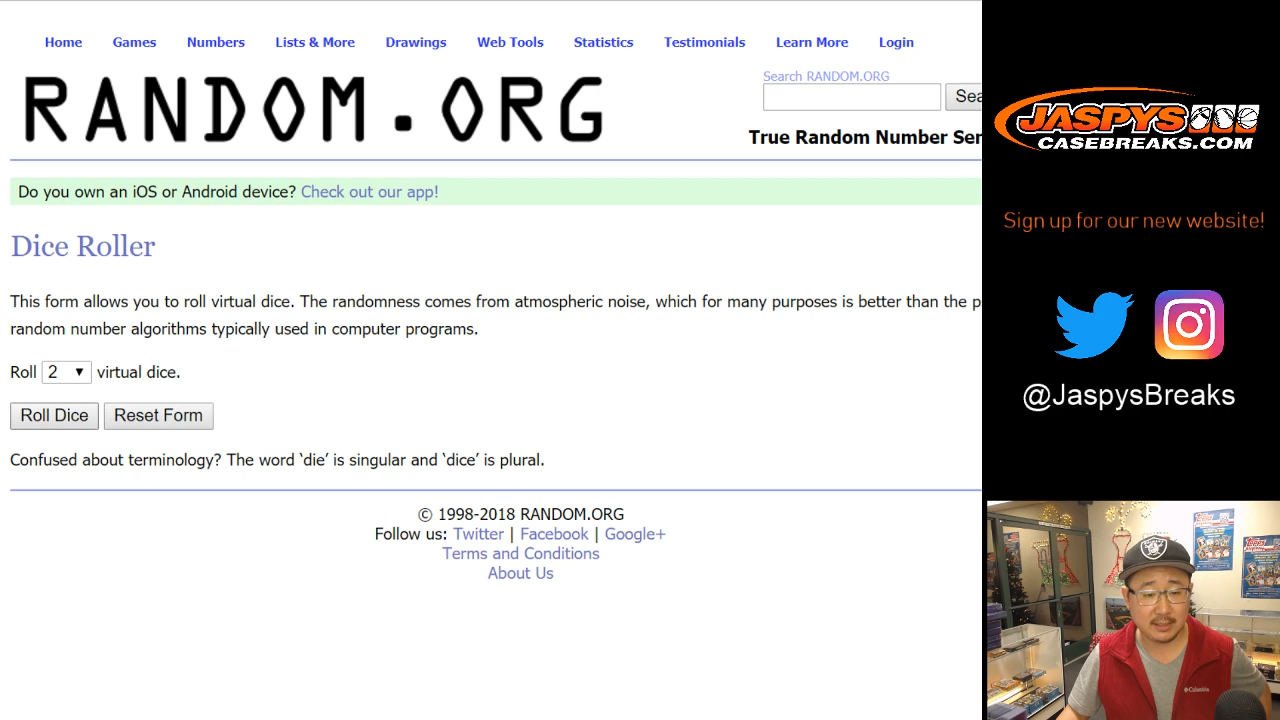 Home Games Numbers Lists & More Drawings Web Tools Statistics Testimonials Learn More Login
RANDOM.ORG
Search RANDOM.ORG
Sea
True Random Number Ser
Do you own an iOS or Android device? Check out our app!
Dice Roller
This form allows you to roll virtual dice. The randomness comes from atmospheric noise, which for many purposes is better than the p
random number algorithms typically used in computer programs.
Roll 2 ▼ virtual dice.
Roll Dice Reset Form
Confused about terminology? The word ‘die’ is singular and ‘dice’ is plural.
© 1998-2018 RANDOM.ORG
Follow us: Twitter | Facebook | Google+
Terms and Conditions
About Us
JASPYS
CASEBREAKS.COM
Sign up for our new website!
@JaspysBreaks
TOPPS
Columbia